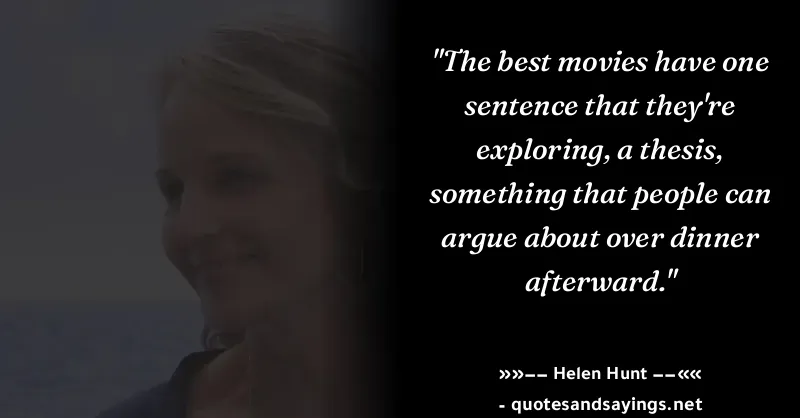 "The best movies have one
sentence that they're
exploring, a thesis,
something that people can
argue about over dinner
afterward."
»»−− Helen Hunt −−««
- quotesandsayings.net